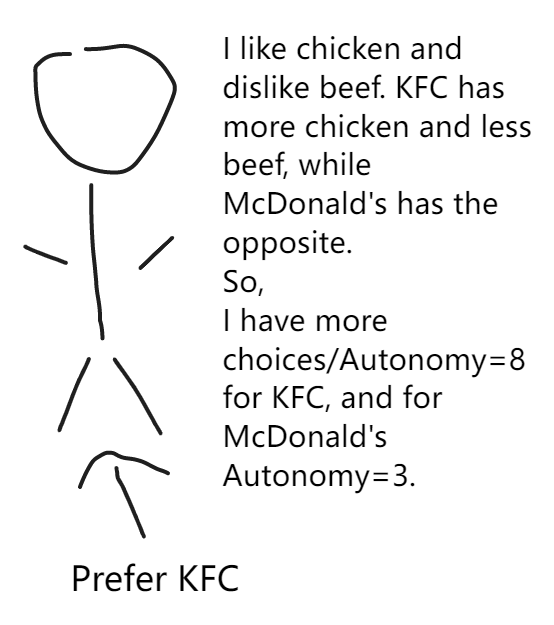 I like chicken and
dislike beef. KFC has
more chicken and less
beef, while
McDonald's has the
opposite.
So,
I have more
choices/Autonomy=8
for KFC, and for
McDonald's
Autonomy=3.
Prefer KFC